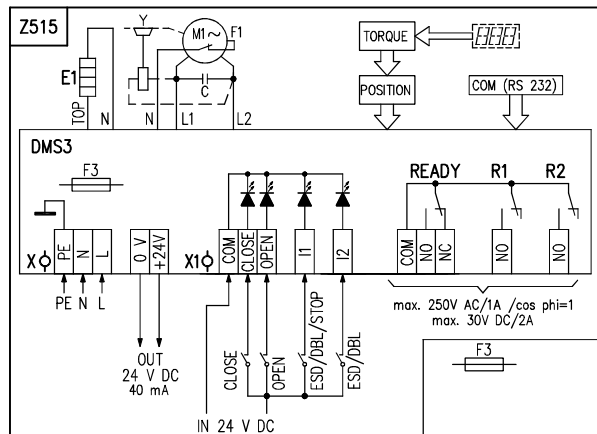 Z515
Y
M1~
F1
E1
C
TOP
N
N
L1
L2
TORQUE
POSITION
COM (RS 232)
DMS3
F3
READY
R1
R2
X
PE
N
L
0 V
+24V
X1
COM
CLOSE
OPEN
I1
I2
COM
NO
NC
NO
NO
PE N L
OUT
24 V DC
40 mA
CLOSE
OPEN
ESD/DBL/STOP
ESD/DBL
IN 24 V DC
max. 250V AC/1A /cos phi=1
max. 30V DC/2A
F3